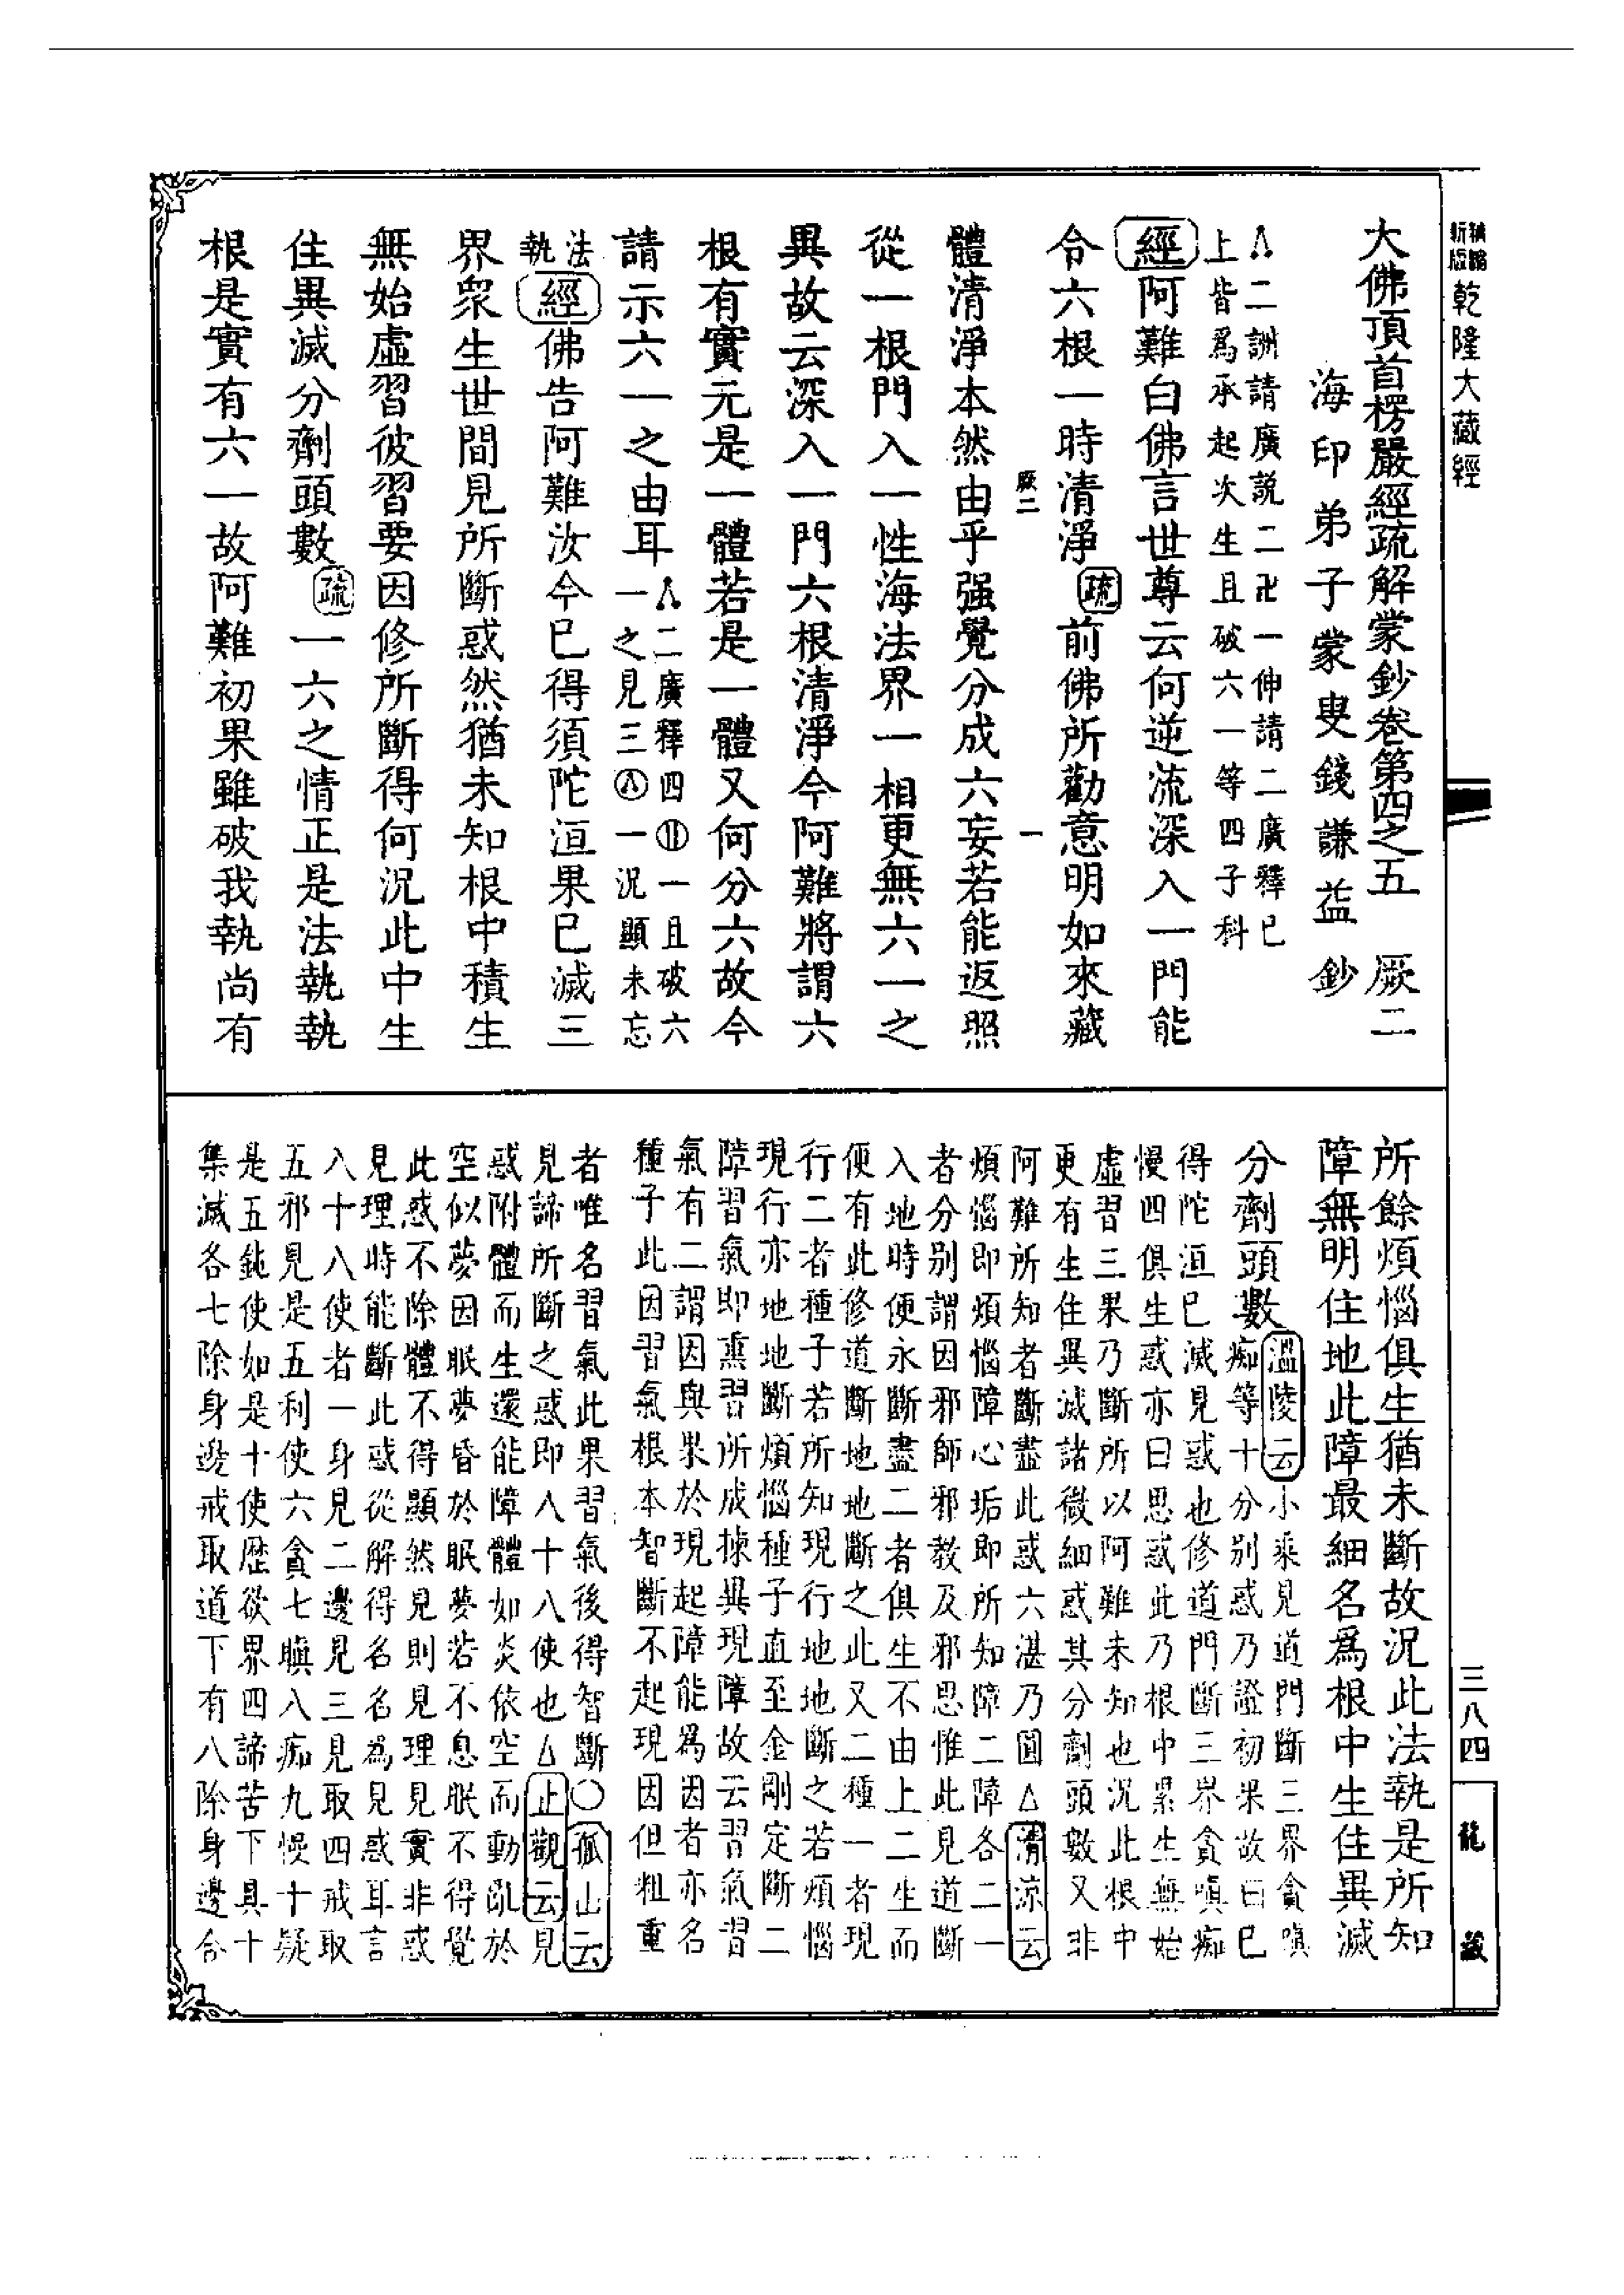 乾隆大藏經
大佛頂首楞嚴經疏解蒙鈔卷第四之五　厥二
海印弟子蒙叟錢謙益鈔
二詶請廣説二卍一伸請二廣釋已
上皆爲承起次生且破六一等四子科
經阿難白佛言世尊云何逆流深入一門能
令六根一時清淨疏前佛所勸意明如來藏
厥二　一
體清淨本然由乎强覺分成六妄若能返照
從一根門入一性海法界一相更無六一之
異故云深入一門六根清淨今阿難將謂六
根有實元是一體若是一體又何分六故今
請示六一之由耳
二廣釋四一且破六
一之見三一況顯未忘
法
執經佛告阿難汝今已得須陀洹果已滅三
界衆生世間見所斷惑然猶未知根中積生
無始虛習彼習要因修所斷得何況此中生
住異滅分劑頭數疏一六之情正是法執執
根是實有六一故阿難初果雖破我執尚有
所餘煩惱俱生猶未斷故況此法執是所知
障無明住地此障最細名爲根中生住異滅
分劑頭數
溫陵云小乘見道門斷三界貪嗔
痴等十分别惑乃證初果故曰已
得陀洹已滅見惑也修道門斷三界貪嗔痴
慢四俱生惑亦曰思惑此乃根中累生無始
虛習三果乃斷所以阿難未知也況此根中
更有生住異滅諸微細惑其分劑頭數又非
阿難所知者斷盡此惑六湛乃圓△清涼云
煩惱即煩惱障心垢即所知障二障各二一
者分别謂因邪師邪教及邪思惟此見道斷
入地時便永斷盡二者俱生不由上二生而
便有此修道斷地地斷之此又二種一者現
行二者種子若所知現行地地斷之若煩惱
現行亦地地斷煩惱種子直至金剛定斷二
障習氣即熏習所成揀異現障故云習氣習
氣有二謂因與果於現起障能爲因者亦名
種子此因習氣根本智斷不起現因但粗重
者唯名習氣此果習氣後得智斷○孤山云
見諦所斷之惑即八十八使也△止觀云見
惑附體而生還能障體如炎依空而動亂於
空似夢因眠夢昏於眠夢若不息眠不得覺
此惑不除體不得顯然見則見理見實非惑
見理時能斷此惑從解得名名為見惑耳言
八十八使者一身見二邊見三見取四戒取
五邪見是五利使六貪七瞋八痴九慢十疑
是五鈍使如是十使歷欲界四諦苦下具十
集滅各七除身邊戒取道下有八除身邊合
三八四
龍藏